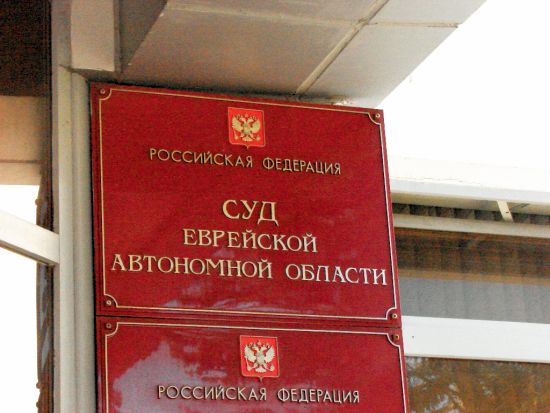 РОССИЙСКАЯ ФЕДЕРАЦИЯ
СУД
ЕВРЕЙСКОЙ
АВТОНОМНОЙ ОБЛАСТИ
РОССИЙСКАЯ ФЕДЕРАЦИЯ